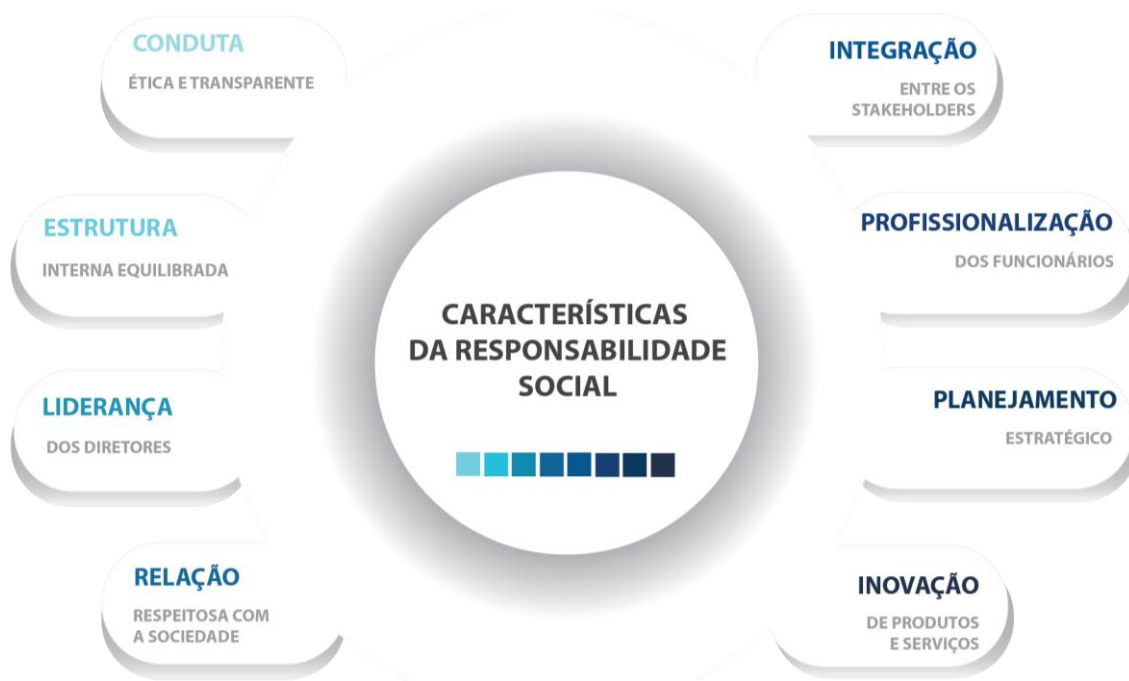 CONDUTA
ÉTICA E TRANSPARENTE
ESTRUTURA
INTERNA EQUILIBRADA
LIDERANÇA
DOS DIRETORES
RELAÇÃO
RESPEITOSA COM
A SOCIEDADE
CARACTERÍSTICAS
DA RESPONSABILIDADE
SOCIAL
INTEGRAÇÃO
ENTRE OS
STAKEHOLDERS
PROFISSIONALIZAÇÃO
DOS FUNCIONÁRIOS
PLANEJAMENTO
ESTRATÉGICO
INOVAÇÃO
DE PRODUTOS
E SERVIÇOS